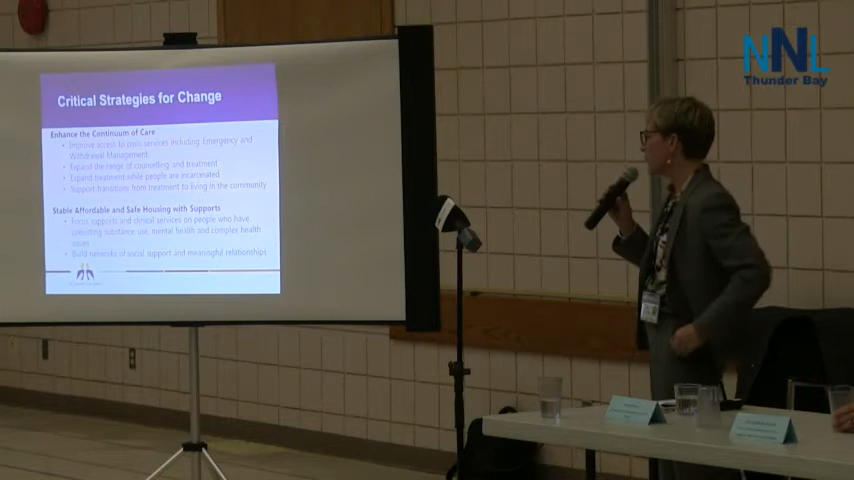 NNL
Thunder Bay
Critical Strategies for Change
Enhance the Continuum of Care
• Improve access to crisis services including Emergency and
Withdrawal Management
• Expand the range of counselling and treatment
• Expand treatment while people are incarcerated
• Support transitions from treatment to living in the community
Stable Affordable and Safe Housing with Supports
• Focus supports and clinical services on people who have
coexisting substance use, mental health and complex health
issues
• Build networks of social support and meaningful relationships